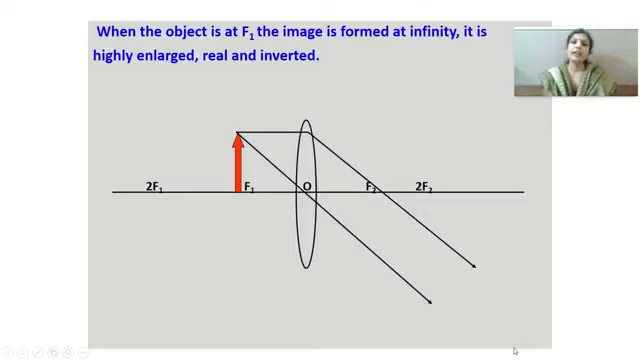 When the object is at F₁ the image is formed at infinity, it is
highly enlarged, real and inverted.
2F₁ F₁ O F₂ 2F₂